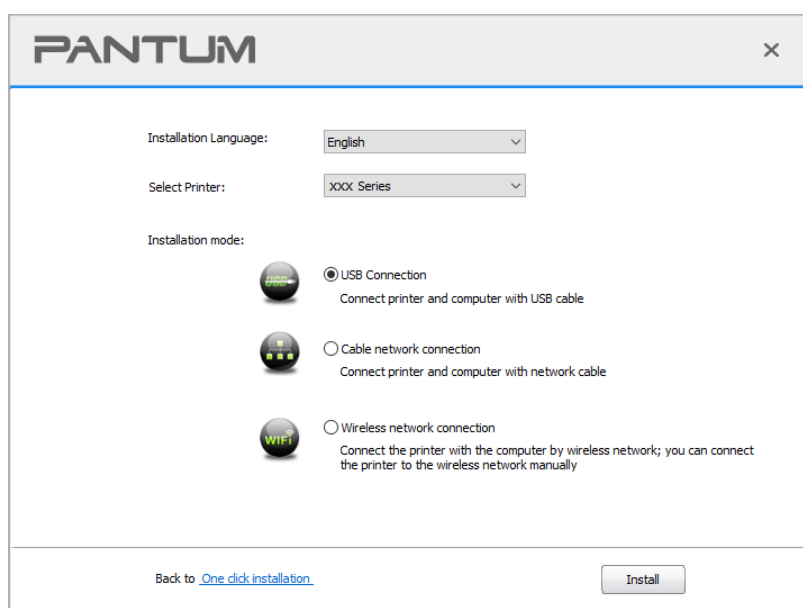 PANTUM
Installation Language:
English
Select Printer:
XXX Series
Installation mode:
USB
USB Connection
Connect printer and computer with USB cable
Cable network connection
Connect printer and computer with network cable
WIFI
Wireless network connection
Connect the printer with the computer by wireless network; you can connect
the printer to the wireless network manually
Back to One click installation
Install